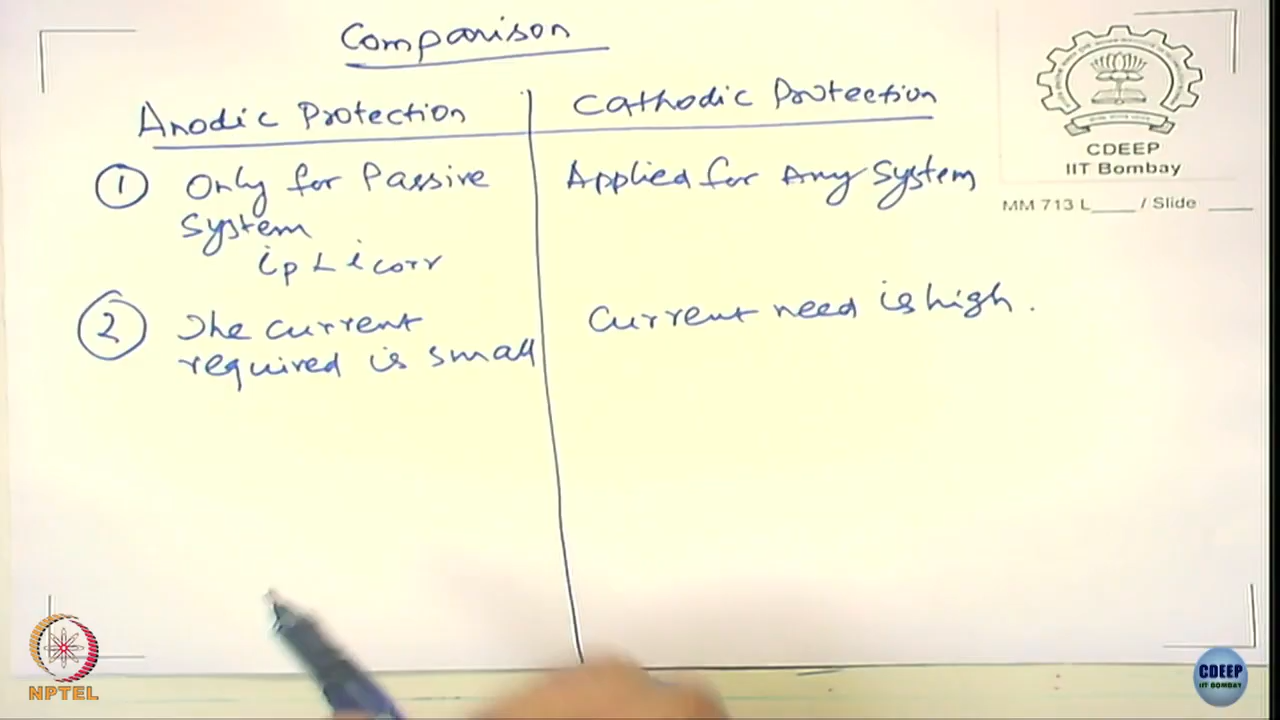 Comparison
Anodic Protection
Cathodic Protection
① Only for Passive
System
ip < icorr
Applied for Any System
② The current
required is small
Current need is high.
CDEEP
IIT Bombay
MM 713 L____ / Slide ____
NPTEL
CDEEP
IIT BOMBAY